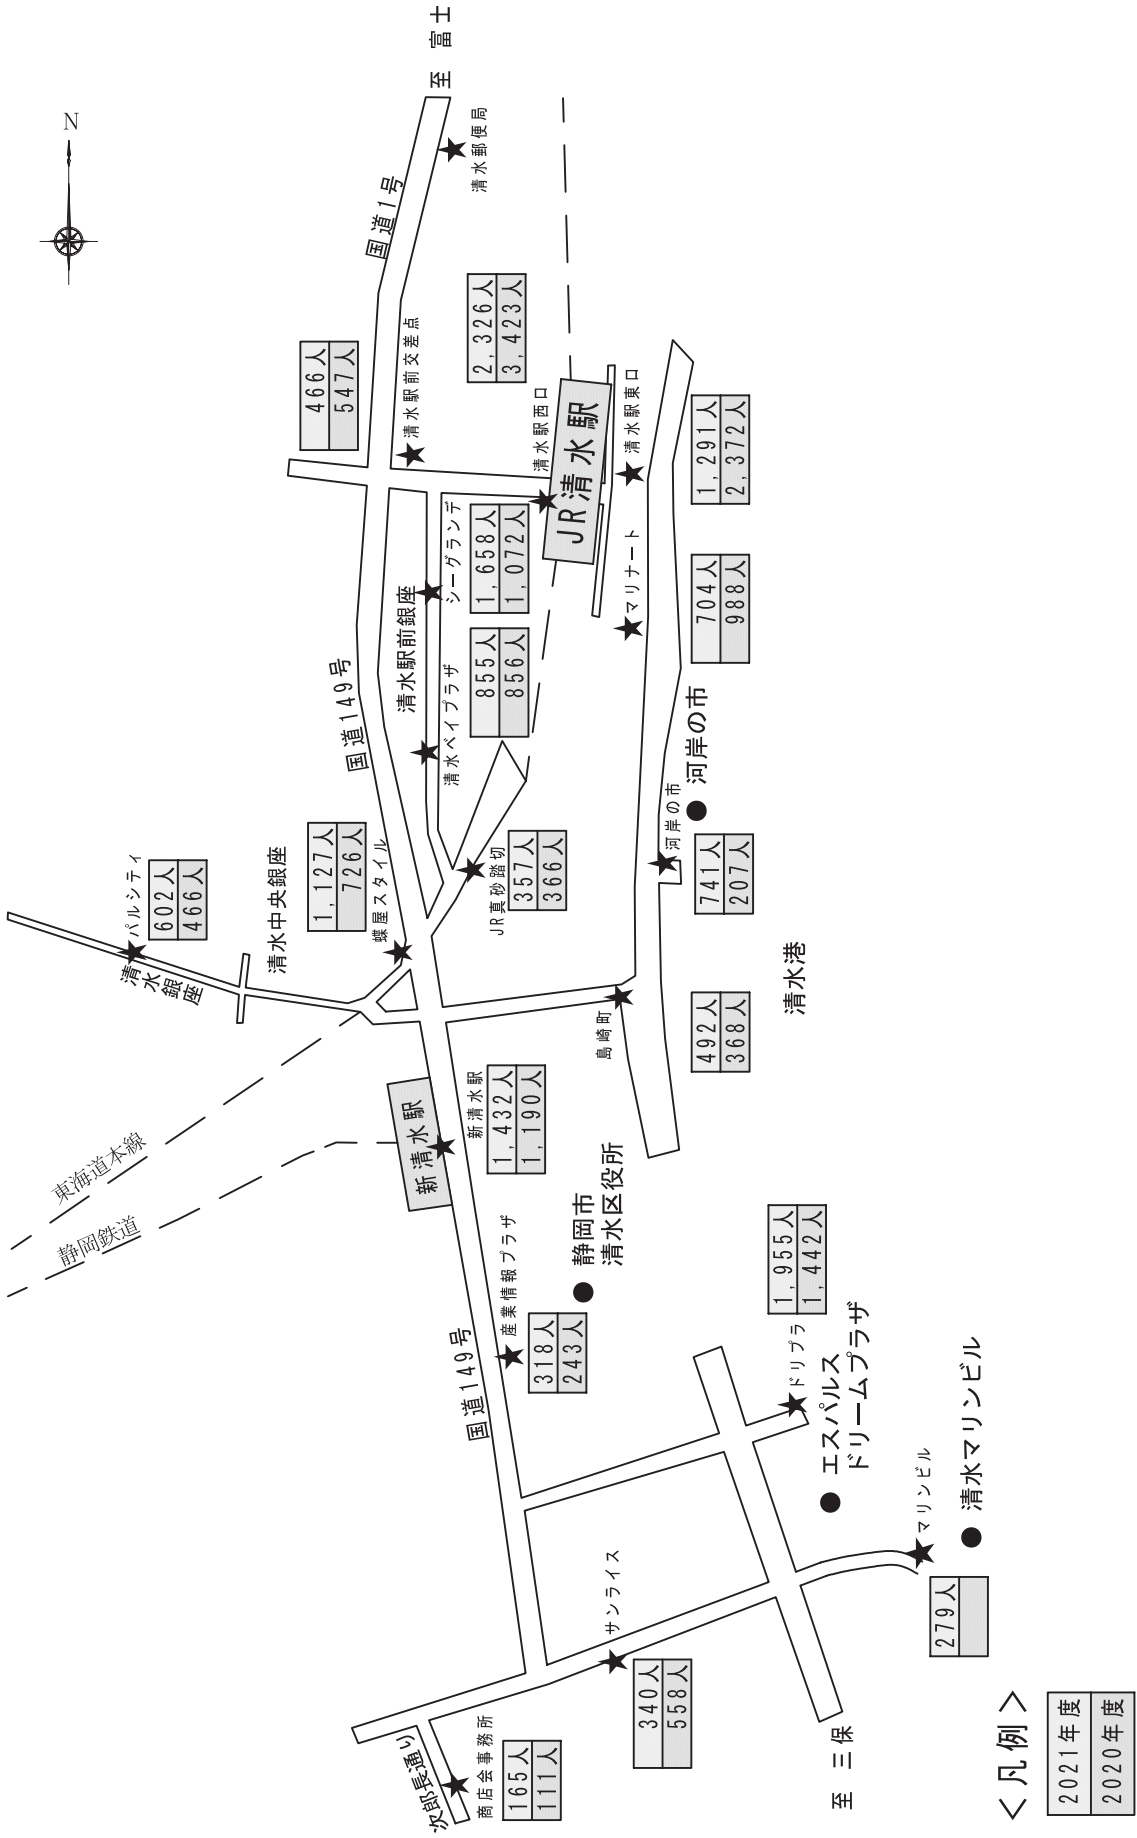 N
至 富士
国道1号
清水郵便局
466人
547人
清水駅前交差点
2,326人
3,423人
清水駅西口
JR清水駅
清水駅東口
1,291人
2,372人
シーグランデ
1,658人
1,072人
清水駅前銀座
マリナート
704人
988人
国道149号
清水ベイプラザ
855人
856人
河岸の市
河岸の市
741人
207人
パルシティ
602人
466人
清水銀座
清水中央銀座
1,127人
726人
蝶屋スタイル
JR真砂踏切
357人
366人
清水港
島崎町
492人
368人
東海道本線
静岡鉄道
新清水駅
新清水駅
1,432人
1,190人
静岡市
清水区役所
産業情報プラザ
318人
243人
国道149号
1,955人
1,442人
ドリプラ
エスパルス
ドリームプラザ
マリンビル
清水マリンビル
279人
サンライス
340人
558人
次郎長通り
商店会事務所
165人
111人
至 三保
<凡例>
2021年度
2020年度